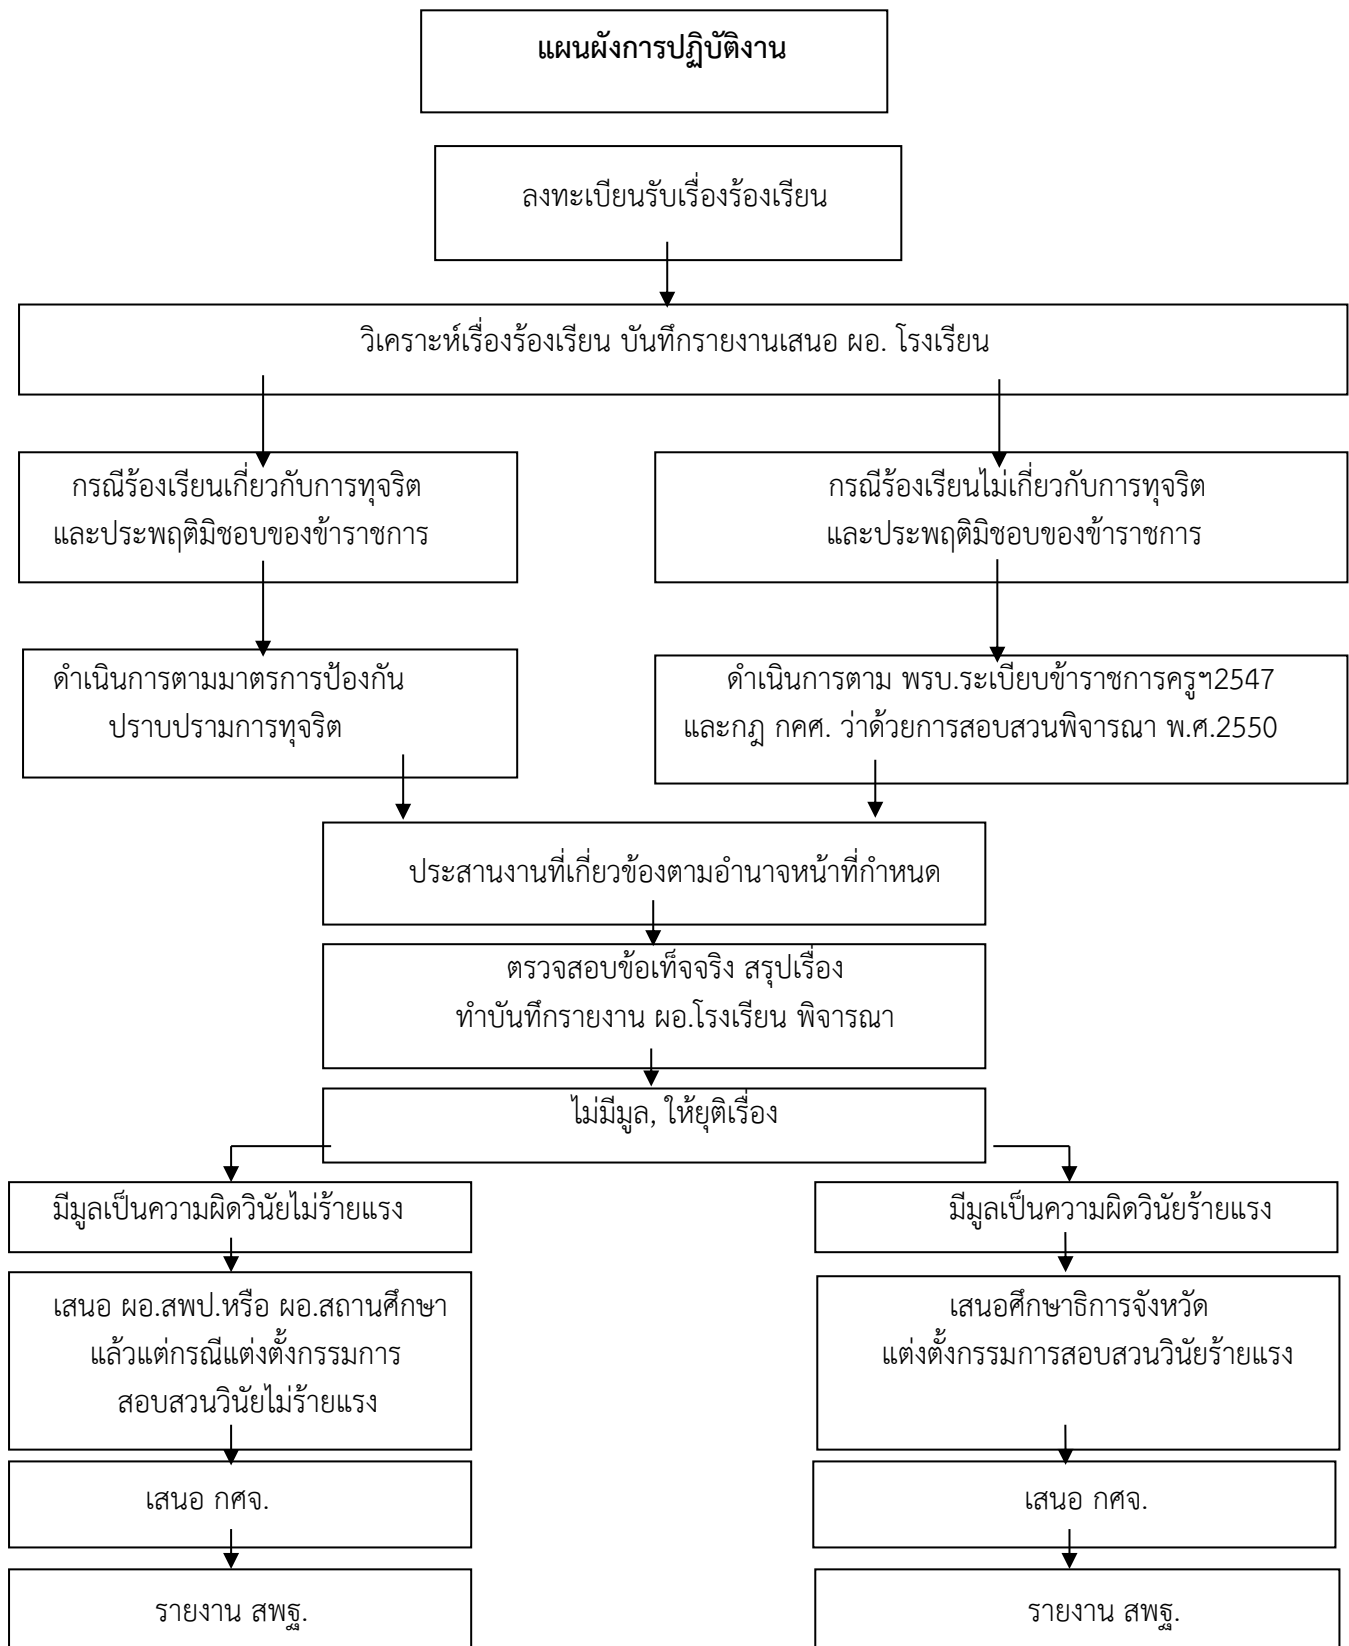 แผนผังการปฏิบัติงาน
ลงทะเบียนรับเรื่องร้องเรียน
วิเคราะห์เรื่องร้องเรียน บันทึกรายงานเสนอ ผอ. โรงเรียน
กรณีร้องเรียนเกี่ยวกับการทุจริต
และประพฤติมิชอบของข้าราชการ
กรณีร้องเรียนไม่เกี่ยวกับการทุจริต
และประพฤติมิชอบของข้าราชการ
ดำเนินการตามมาตรการป้องกัน
ปราบปรามการทุจริต
ดำเนินการตาม พรบ.ระเบียบข้าราชการครูฯ2547
และกฎ กคศ. ว่าด้วยการสอบสวนพิจารณา พ.ศ.2550
ประสานงานที่เกี่ยวข้องตามอำนาจหน้าที่กำหนด
ตรวจสอบข้อเท็จจริง สรุปเรื่อง
ทำบันทึกรายงาน ผอ.โรงเรียน พิจารณา
ไม่มีมูล, ให้ยุติเรื่อง
มีมูลเป็นความผิดวินัยไม่ร้ายแรง
มีมูลเป็นความผิดวินัยร้ายแรง
เสนอ ผอ.สพป.หรือ ผอ.สถานศึกษา
แล้วแต่กรณีแต่งตั้งกรรมการ
สอบสวนวินัยไม่ร้ายแรง
เสนอศึกษาธิการจังหวัด
แต่งตั้งกรรมการสอบสวนวินัยร้ายแรง
เสนอ กศจ.
เสนอ กศจ.
รายงาน สพฐ.
รายงาน สพฐ.